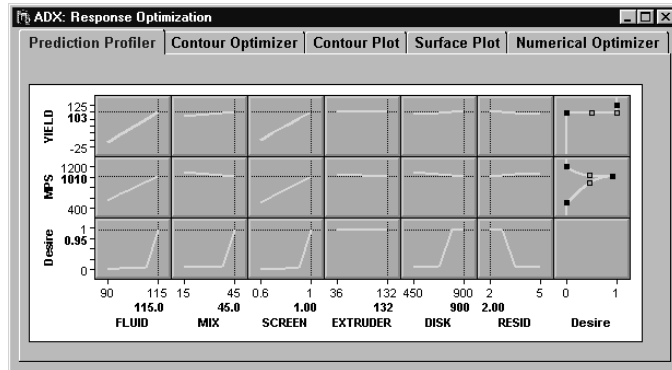 ADX: Response Optimization
Prediction Profiler Contour Optimizer Contour Plot Surface Plot Numerical Optimizer
YIELD
125
103
-25
MPS
1200
1010
400
Desire
1
0.95
0
90 115 15 45 0.6 1 36 132 450 900 2 5 0 1
115.0 45.0 1.00 132 900 2.00
FLUID MIX SCREEN EXTRUDER DISK RESID Desire